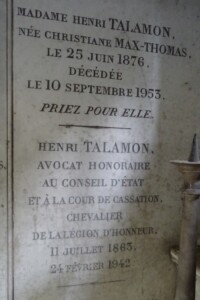 MADAME HENRI TALAMON
NÉE CHRISTIANE MAX-THOMAS.
LE 25 JUIN 1876.
DÉCÉDÉE
LE 10 SEPTEMBRE 1953.
PRIEZ POUR ELLE.
HENRI TALAMON,
AVOCAT HONORAIRE
AU CONSEIL D'ÉTAT
ET À LA COUR DE CASSATION,
CHEVALIER
DE LA LÉGION D'HONNEUR,
11 JUILLET 1863
24 FÉVRIER 1942